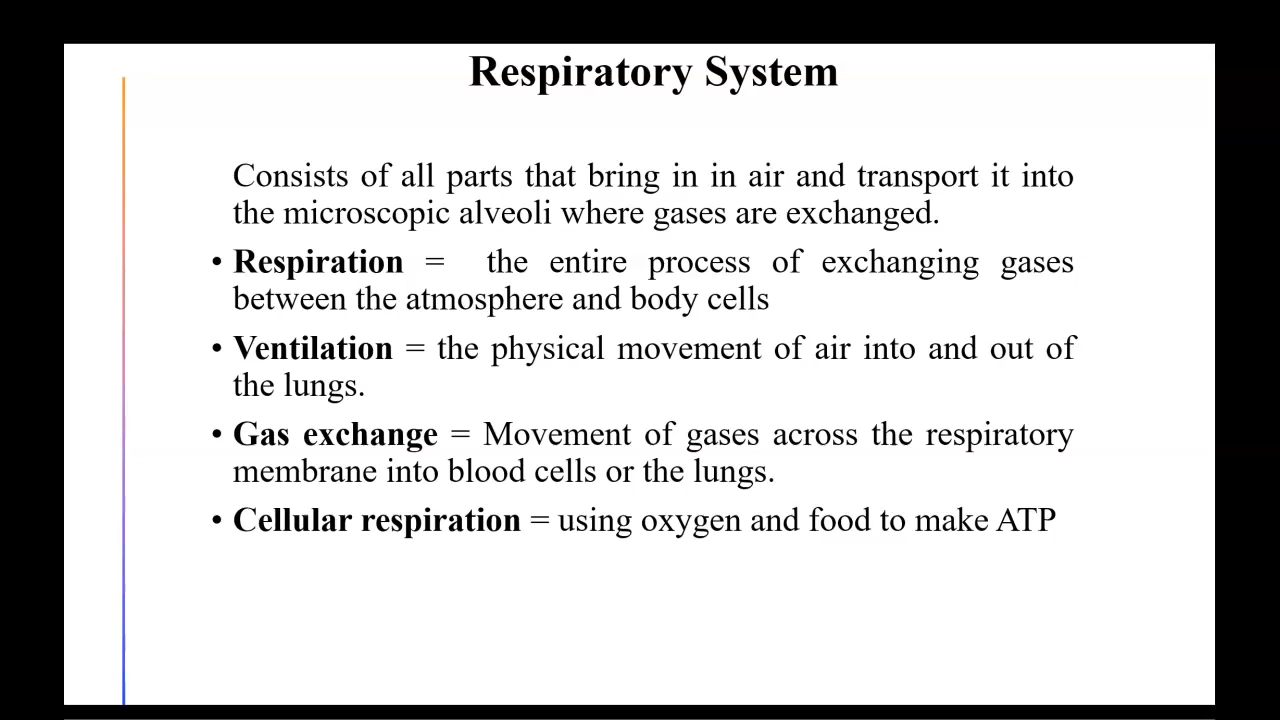 Respiratory System
Consists of all parts that bring in in air and transport it into
the microscopic alveoli where gases are exchanged.
• Respiration = the entire process of exchanging gases
between the atmosphere and body cells
• Ventilation = the physical movement of air into and out of
the lungs.
• Gas exchange = Movement of gases across the respiratory
membrane into blood cells or the lungs.
• Cellular respiration = using oxygen and food to make ATP